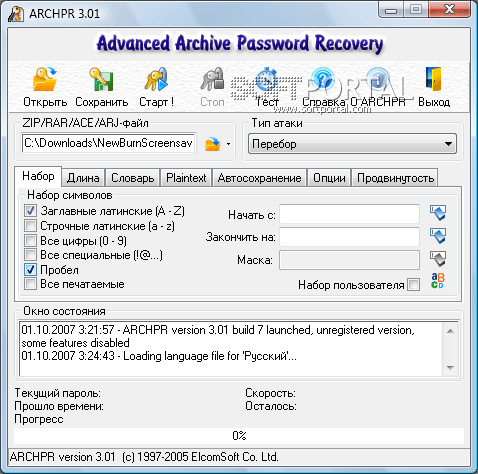 ARCHPR 3.01
Advanced Archive Password Recovery
SOFTPORTAL
www.softportal.com
Открыть Сохранить Старт ! Стоп Тест Справка О ARCHPR Выход
ZIP/RAR/ACE/ARJ-файл Тип атаки
C:\Downloads\NewBurnScreensav Перебор
Набор Длина Словарь Plaintext Автосохранение Опции Продвинутость
Набор символов
Заглавные латинские (A - Z) Начать с:
Строчные латинские (a - z)
Все цифры (0 - 9) Закончить на:
Все специальные (!@...)
Пробел Маска:
Все печатаемые Набор пользователя
Окно состояния
01.10.2007 3:21:57 - ARCHPR version 3.01 build 7 launched, unregistered version,
some features disabled
01.10.2007 3:24:43 - Loading language file for 'Русский'...
Текущий пароль: Скорость:
Прошло времени: Осталось:
Прогресс
0%
ARCHPR version 3.01 (c) 1997-2005 ElcomSoft Co. Ltd.